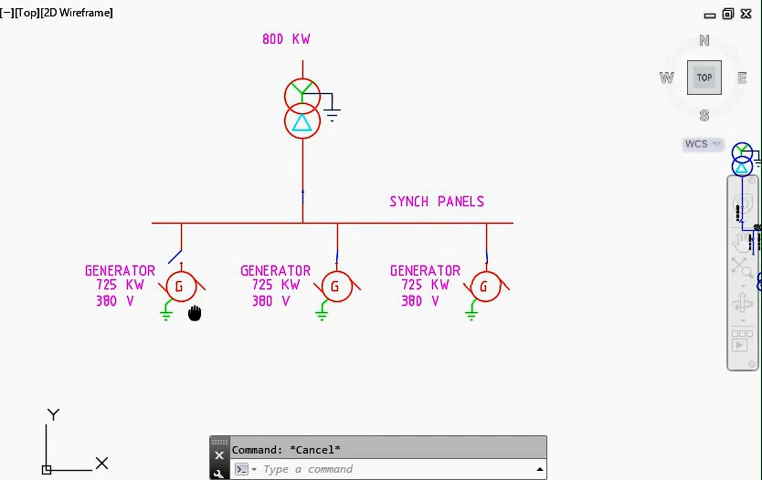 [−][Top][2D Wireframe]
800 KW
N
W
TOP
E
S
WCS
SYNCH PANELS
GENERATOR
725 KW
380 V
G
GENERATOR
725 KW
380 V
G
GENERATOR
725 KW
380 V
G
Y
X
Command: *Cancel*
Type a command